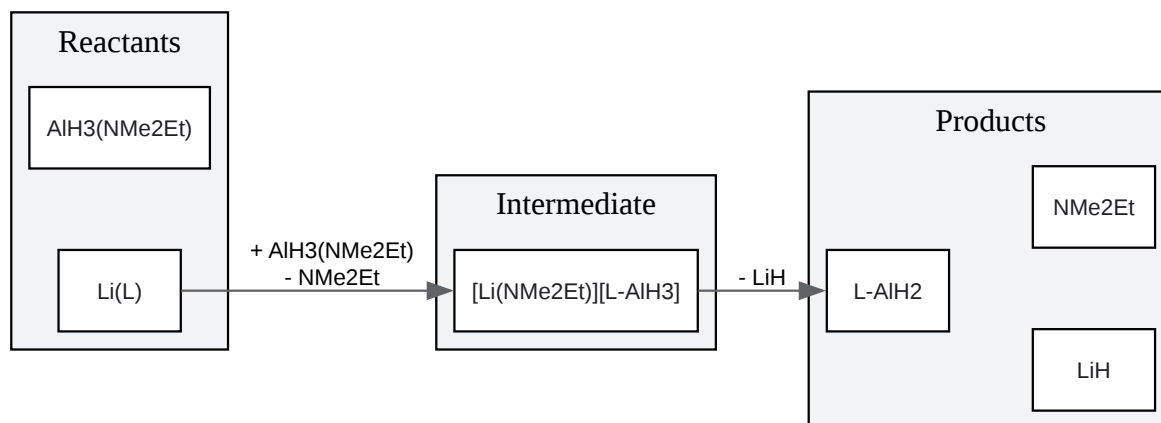 Reactants
AlH3(NMe2Et)
Li(L)
+ AlH3(NMe2Et)
- NMe2Et
Intermediate
[Li(NMe2Et)][L-AlH3]
- LiH
Products
NMe2Et
L-AlH2
LiH